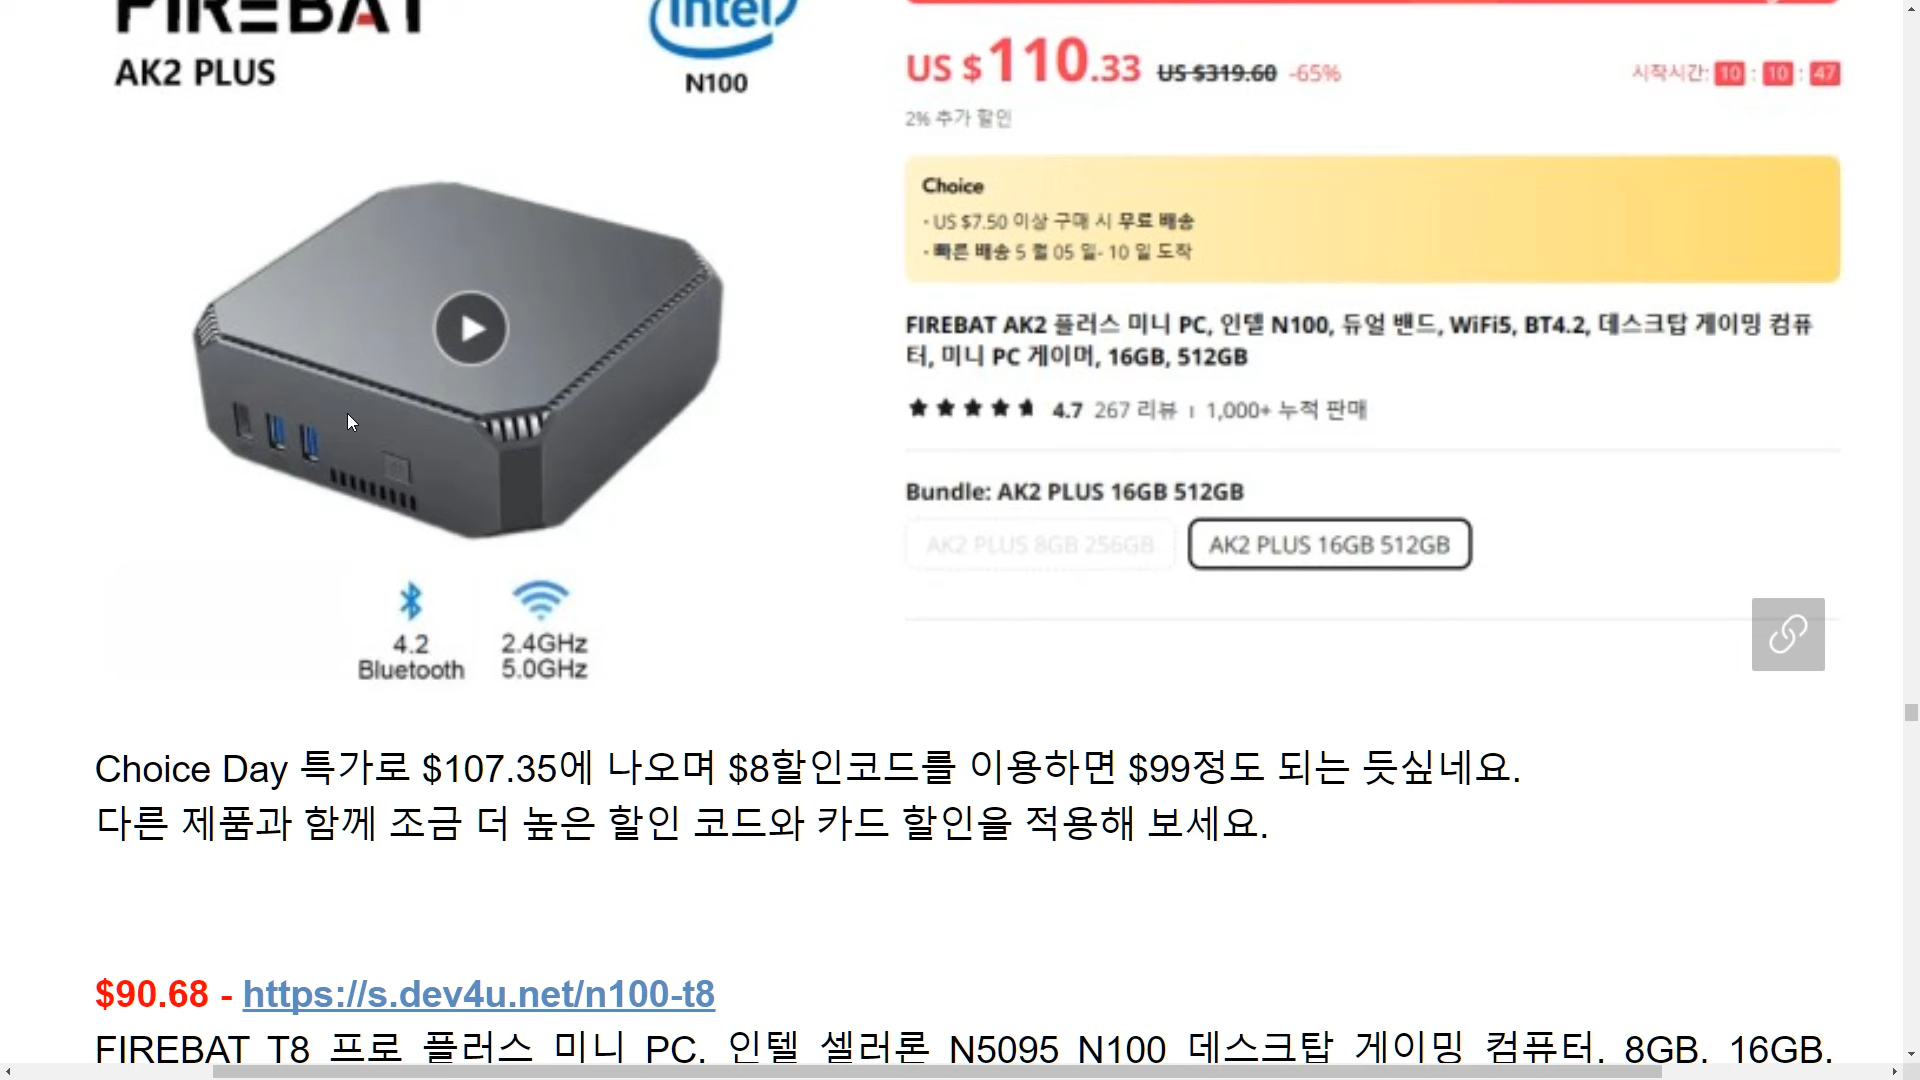 FIREBAT
intel
AK2 PLUS
N100
US $110.33 US $319.60 -65%
시작시간: 10 : 10 : 47
2% 추가 할인
Choice
· US $7.50 이상 구매 시 무료 배송
· 빠른 배송 5 월 05 일- 10 일 도착
FIREBAT AK2 플러스 미니 PC, 인텔 N100, 듀얼 밴드, WiFi5, BT4.2, 데스크탑 게이밍 컴퓨
터, 미니 PC 게이머, 16GB, 512GB
4.7 267 리뷰 ı 1,000+ 누적 판매
Bundle: AK2 PLUS 16GB 512GB
AK2 PLUS 8GB 256GB
AK2 PLUS 16GB 512GB
4.2
Bluetooth
2.4GHz
5.0GHz
Choice Day 특가로 $107.35에 나오며 $8할인코드를 이용하면 $99정도 되는 듯싶네요.
다른 제품과 함께 조금 더 높은 할인 코드와 카드 할인을 적용해 보세요.
$90.68 - https://s.dev4u.net/n100-t8
FIREBAT T8 프로 플러스 미니 PC, 인텔 셀러론 N5095 N100 데스크탑 게이밍 컴퓨터, 8GB, 16GB,